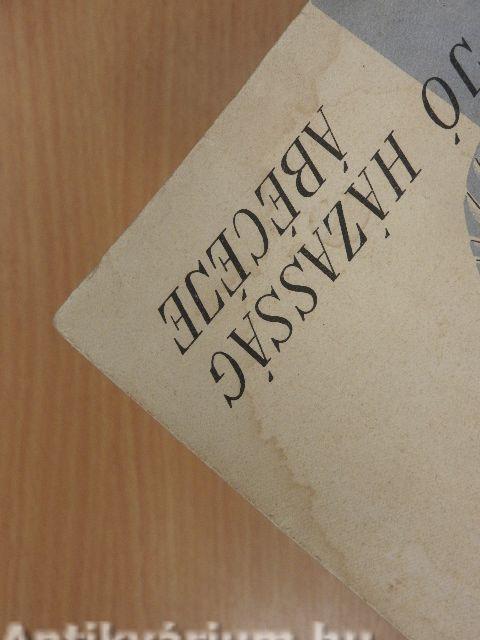 JÓ
HÁZASSÁG
ÁBÉCÉJE
Antikvárium.hu